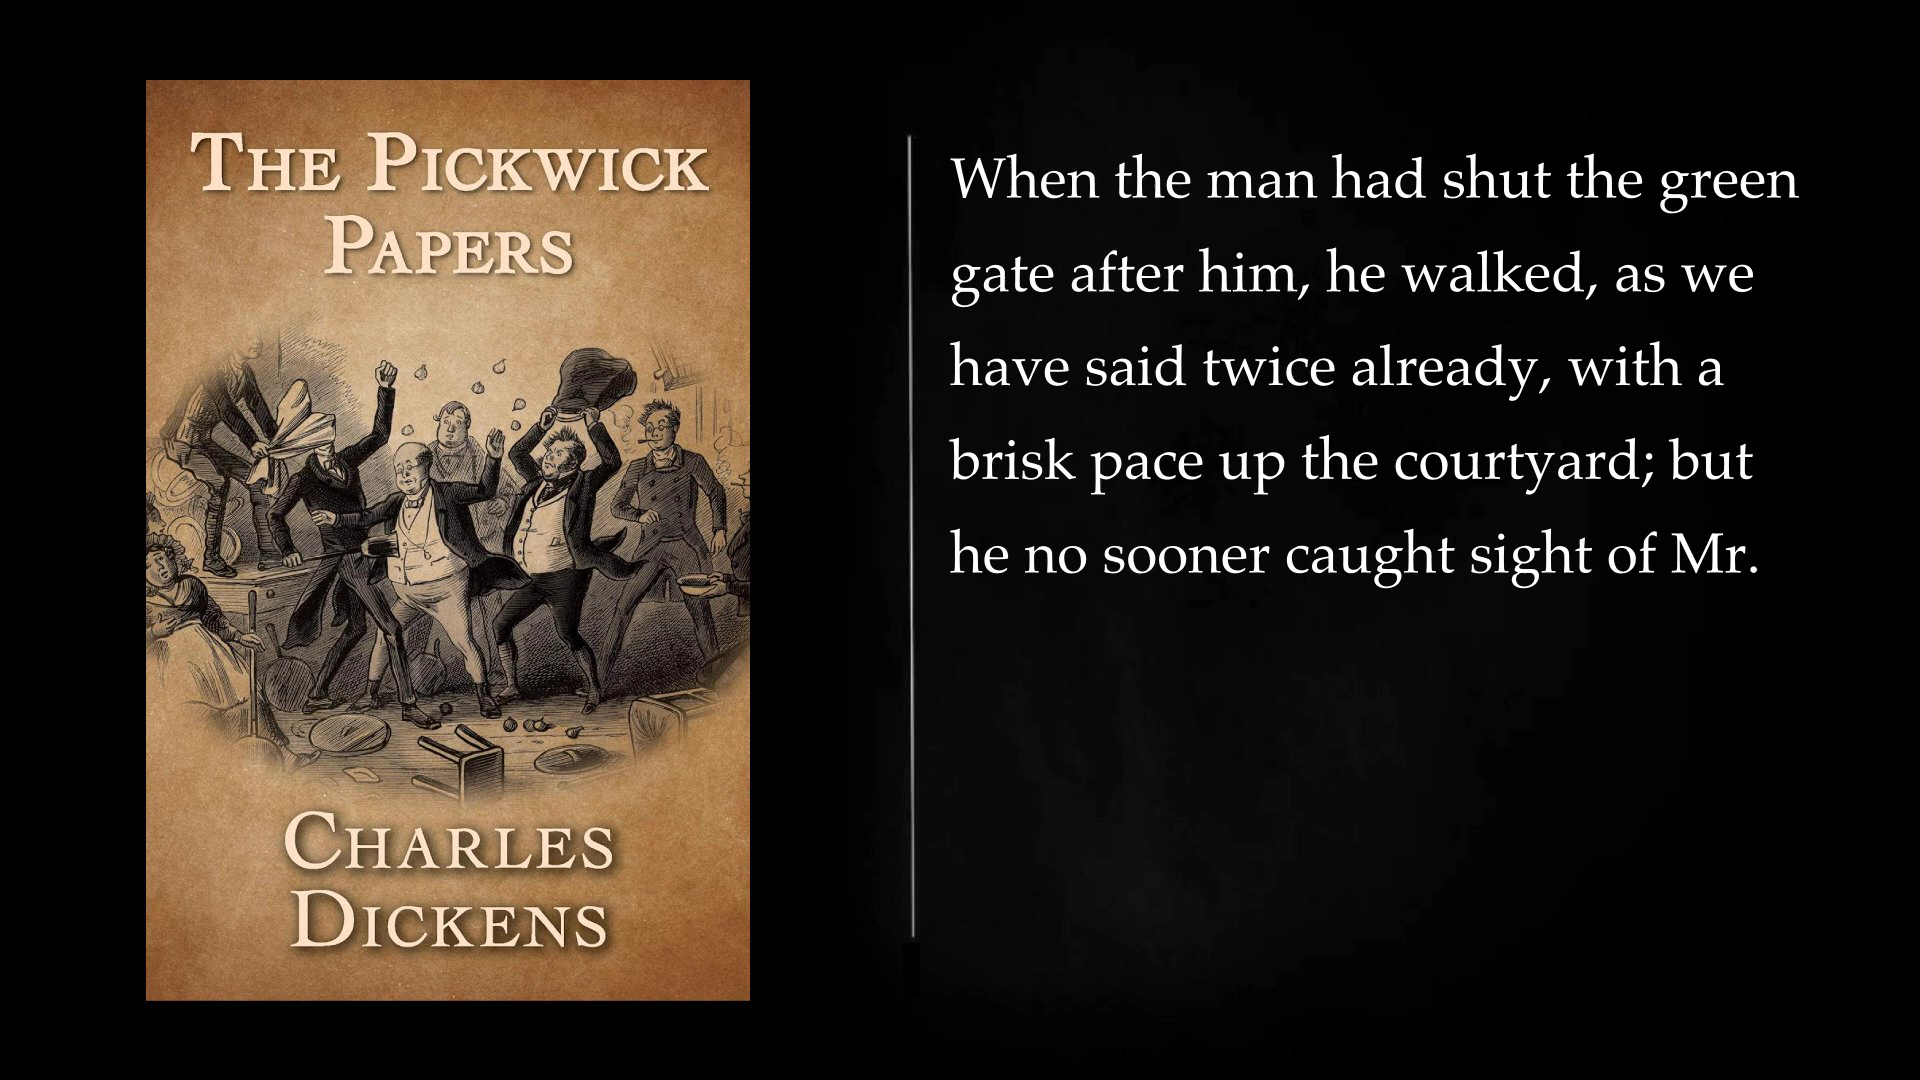 The Pickwick
Papers
Charles
Dickens
When the man had shut the green
gate after him, he walked, as we
have said twice already, with a
brisk pace up the courtyard; but
he no sooner caught sight of Mr.